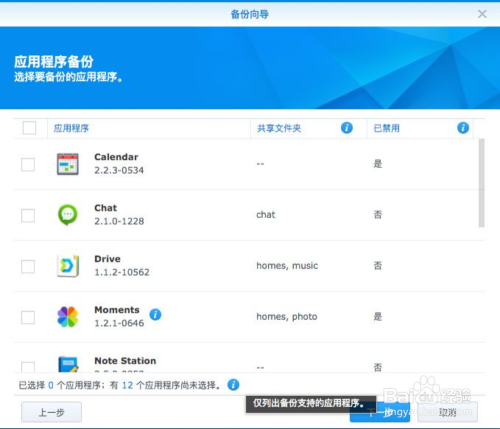 备份向导
应用程序备份
选择要备份的应用程序。
应用程序 共享文件夹 已禁用
Calendar
2.2.3-0534 -- 是
Chat
2.1.0-1228 chat 否
Drive
1.1.2-10562 homes, music 否
Moments
1.2.1-0646 homes, photo 是
Note Station
-- 否
已选择 0 个应用程序；有 12 个应用程序尚未选择。
仅列出备份支持的应用程序。
上一步 下一步 取消
Baidu 经验
jingyan.baidu.com